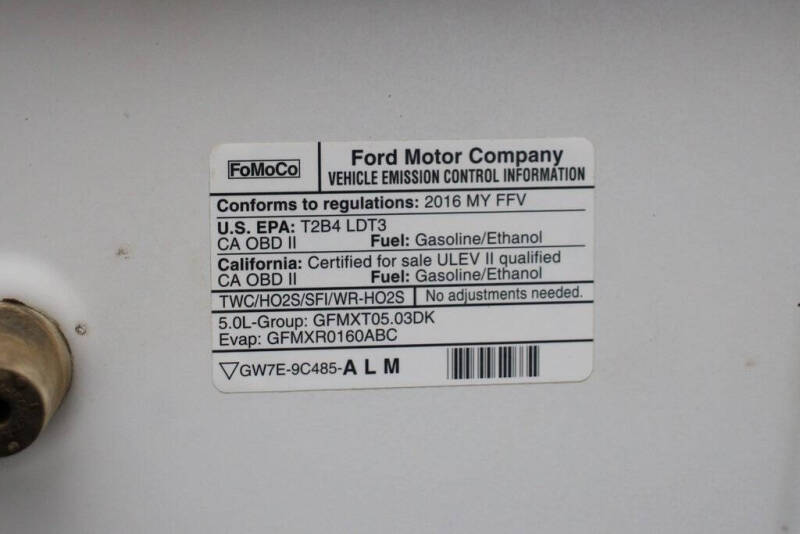 FoMoCo
Ford Motor Company
VEHICLE EMISSION CONTROL INFORMATION
Conforms to regulations: 2016 MY FFV
U.S. EPA: T2B4 LDT3
CA OBD II Fuel: Gasoline/Ethanol
California: Certified for sale ULEV II qualified
CA OBD II Fuel: Gasoline/Ethanol
TWC/HO2S/SFI/WR-HO2S No adjustments needed.
5.0L-Group: GFMXT05.03DK
Evap: GFMXR0160ABC
▽GW7E-9C485-A L M